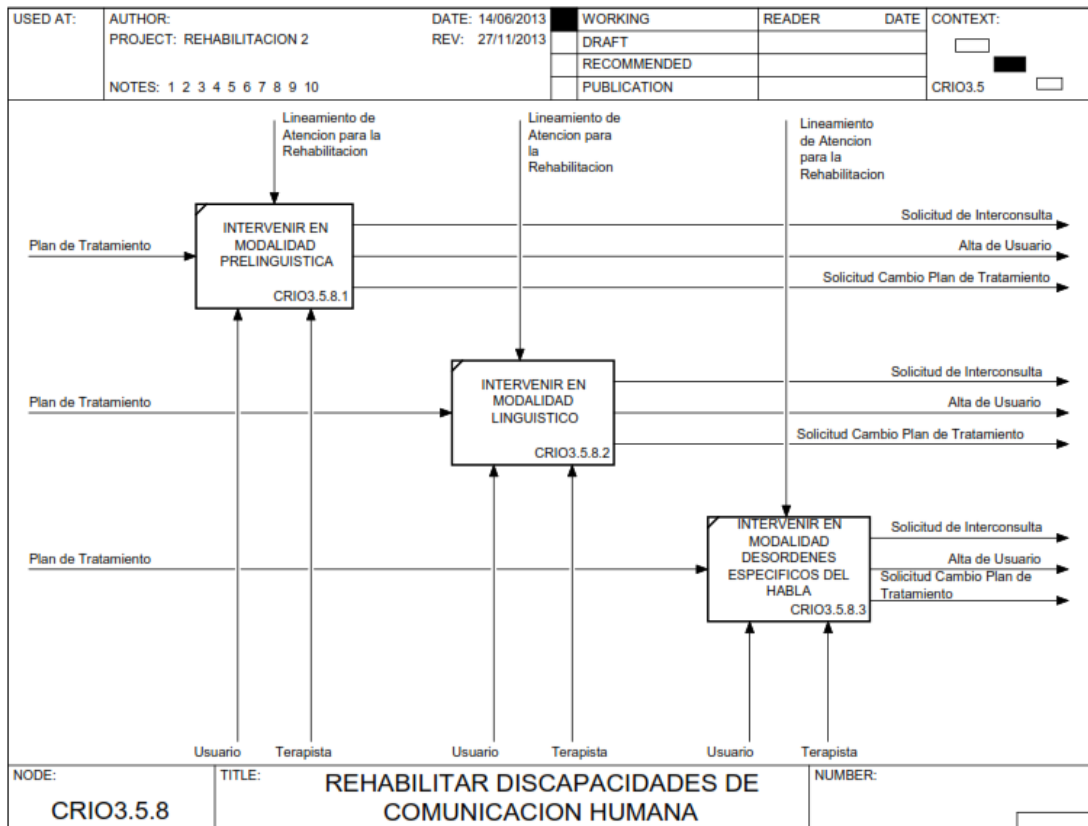 USED AT:
AUTHOR:
DATE: 14/06/2013
WORKING
READER
DATE
CONTEXT:
PROJECT: REHABILITACION 2
REV: 27/11/2013
DRAFT
RECOMMENDED
NOTES: 1 2 3 4 5 6 7 8 9 10
PUBLICATION
CRIO3.5
Lineamiento de
Atencion para la
Rehabilitacion
Lineamiento de
Atencion para
la
Rehabilitacion
Lineamiento
de Atencion
para la
Rehabilitacion
Plan de Tratamiento
INTERVENIR EN
MODALIDAD
PRELINGUISTICA
CRIO3.5.8.1
Solicitud de Interconsulta
Alta de Usuario
Solicitud Cambio Plan de Tratamiento
Plan de Tratamiento
INTERVENIR EN
MODALIDAD
LINGUISTICO
CRIO3.5.8.2
Solicitud de Interconsulta
Alta de Usuario
Solicitud Cambio Plan de Tratamiento
Plan de Tratamiento
INTERVENIR EN
MODALIDAD
DESORDENES
ESPECIFICOS DEL
HABLA
CRIO3.5.8.3
Solicitud de Interconsulta
Alta de Usuario
Solicitud Cambio Plan de
Tratamiento
Usuario
Terapista
Usuario
Terapista
Usuario
Terapista
NODE:
CRIO3.5.8
TITLE:
REHABILITAR DISCAPACIDADES DE
COMUNICACION HUMANA
NUMBER: